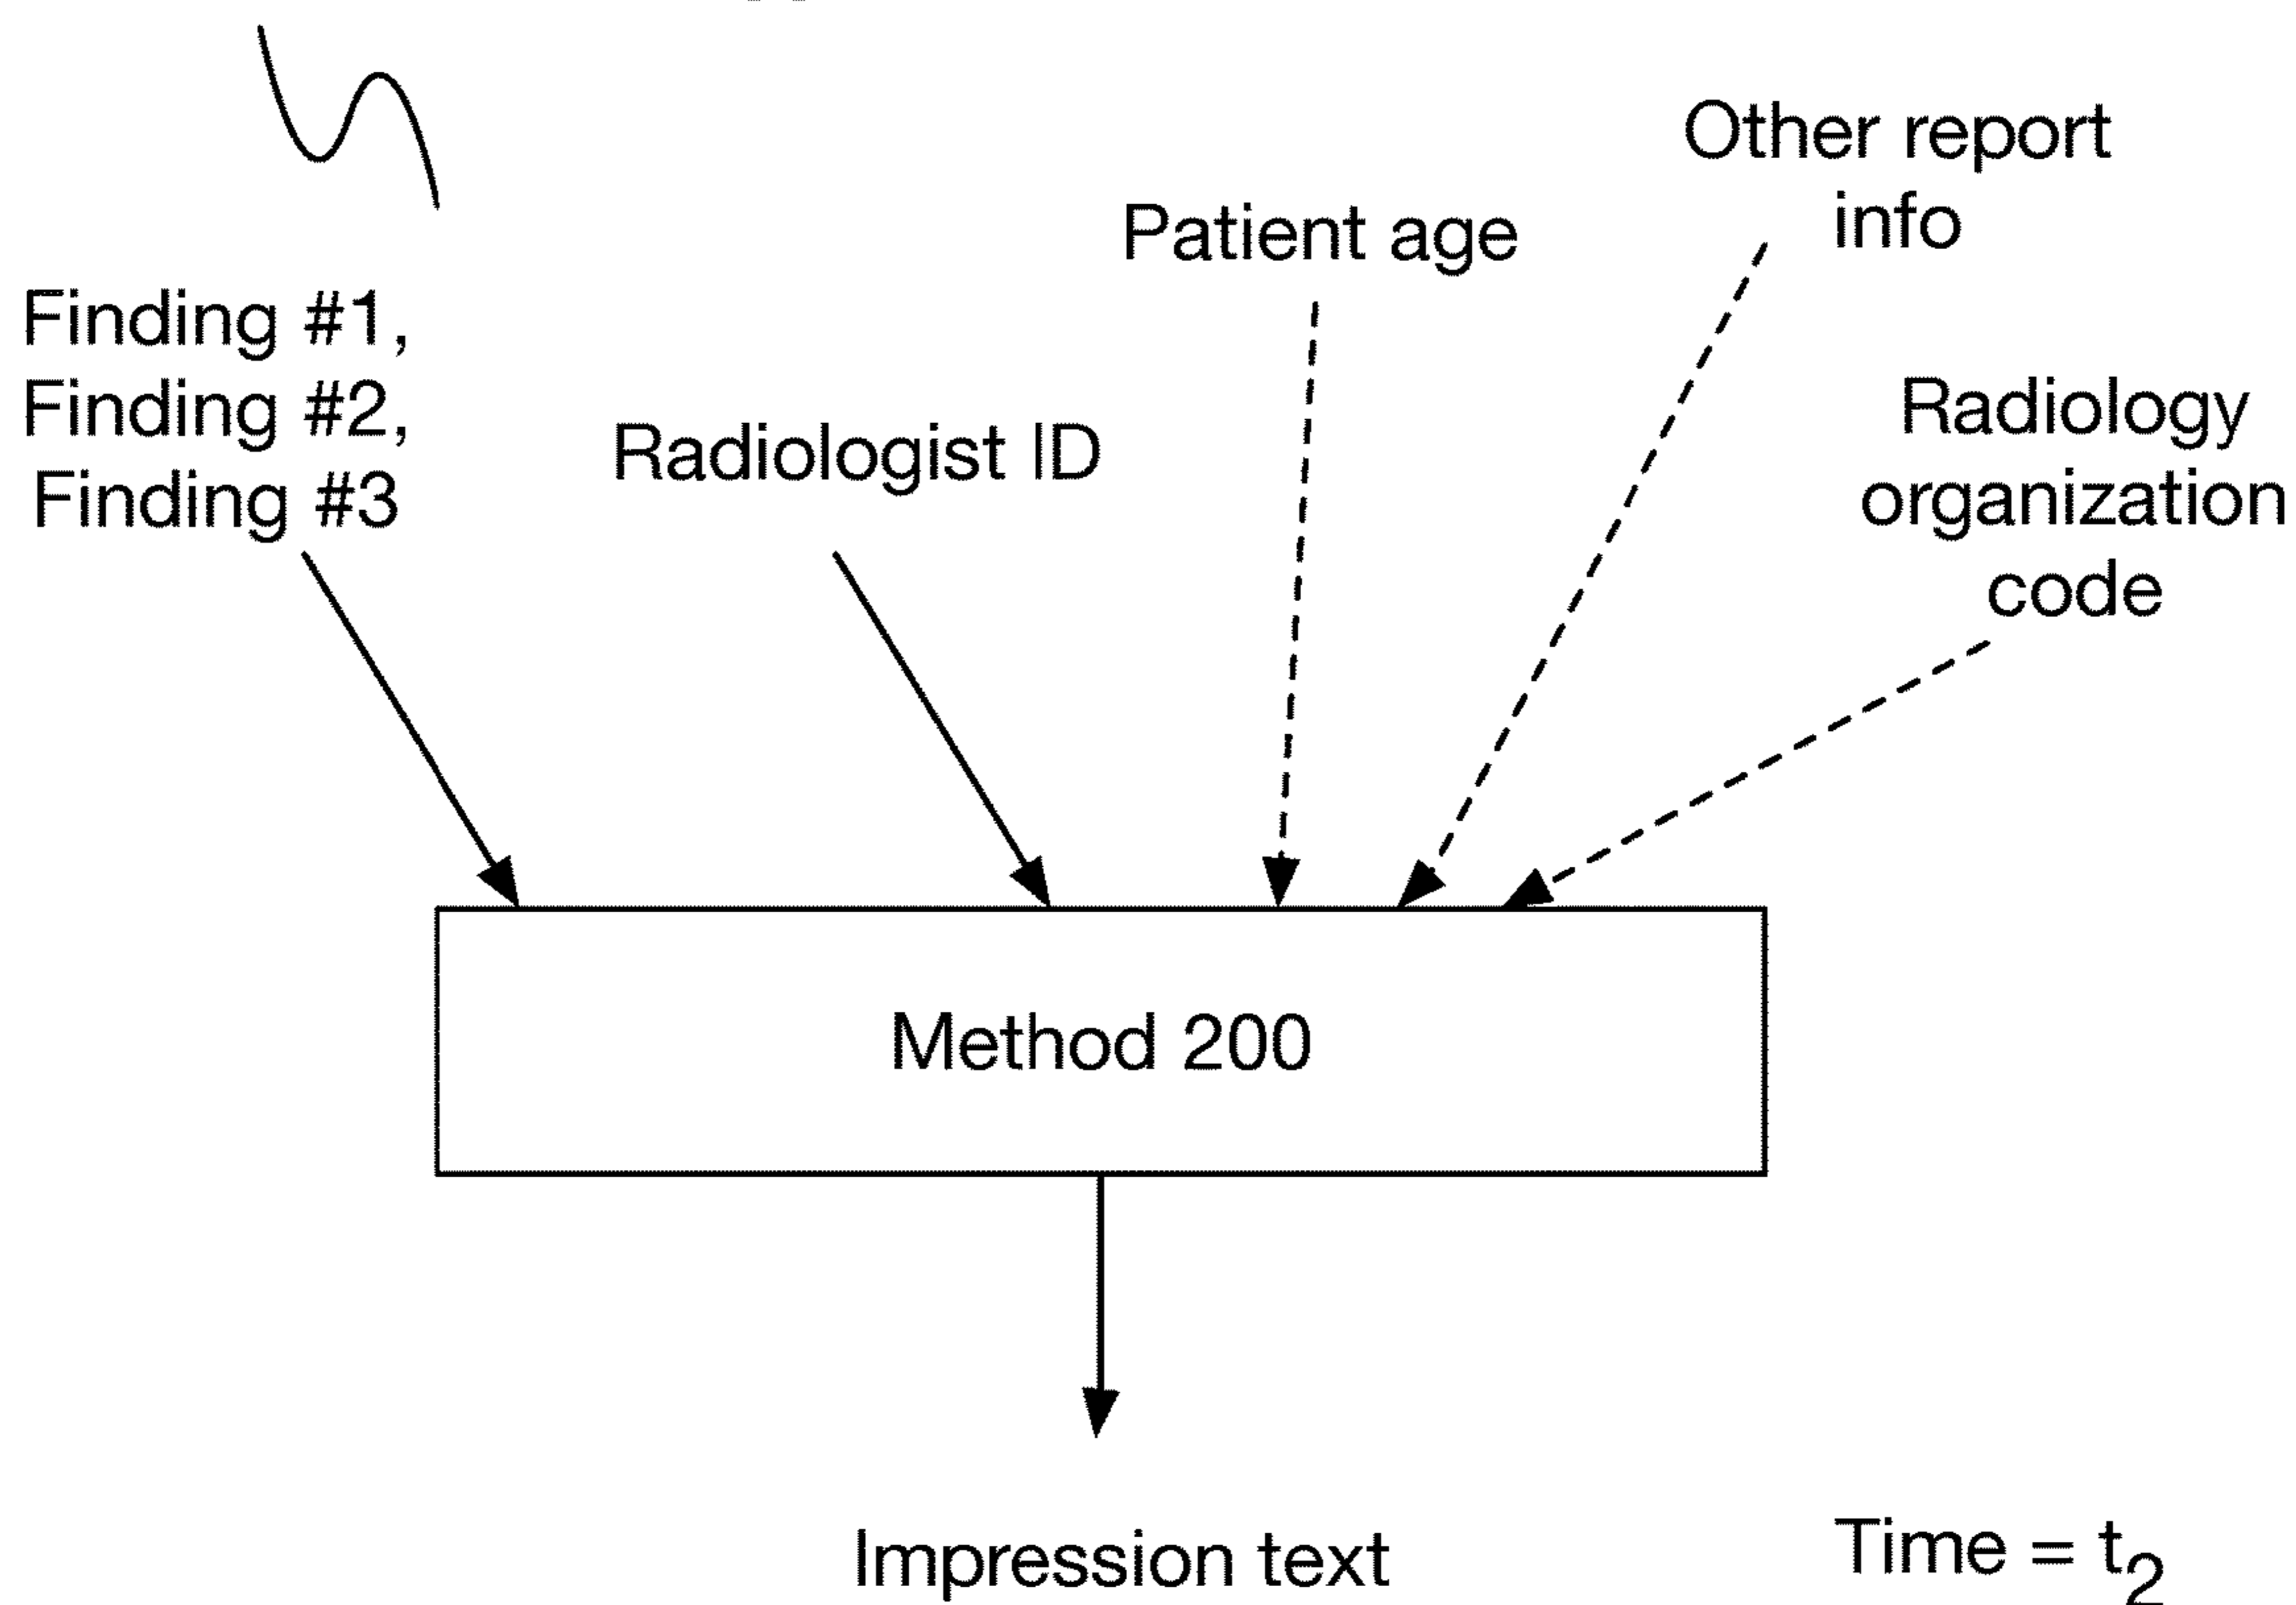 Other report
info
Patient age
Finding #1,
Finding #2,
Finding #3
Radiologist ID
Radiology
organization
code
Method 200
Impression text
Time = t₂